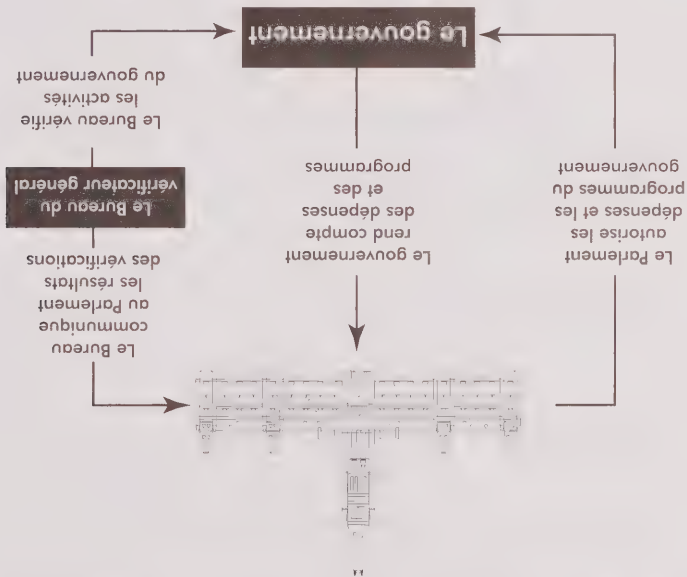 Le Parlement
autorise les
dépenses et les
programmes du
gouvernement
Le gouvernement
rend compte
des dépenses
et des
programmes
Le Bureau
communique
au Parlement
les résultats
des vérifications
Le Bureau du
vérificateur général
Le Bureau vérifie
les activités
du gouvernement
Le gouvernement